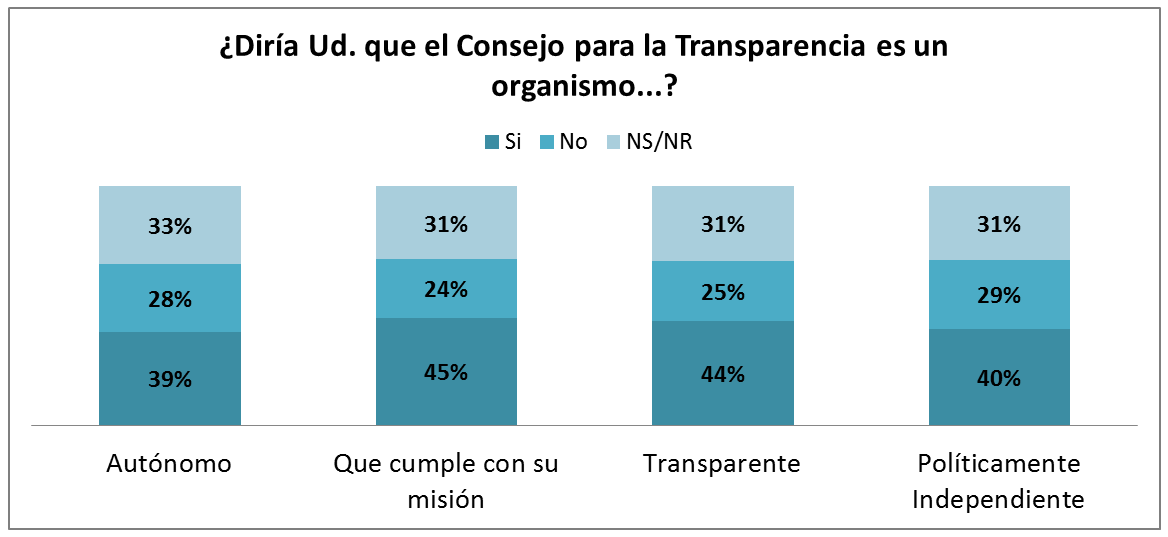 ¿Diría Ud. que el Consejo para la Transparencia es un
organismo...?
Si No NS/NR
33% 31% 31% 31%
28% 24% 25% 29%
39% 45% 44% 40%
Autónomo Que cumple con su Transparente Políticamente
misión Independiente